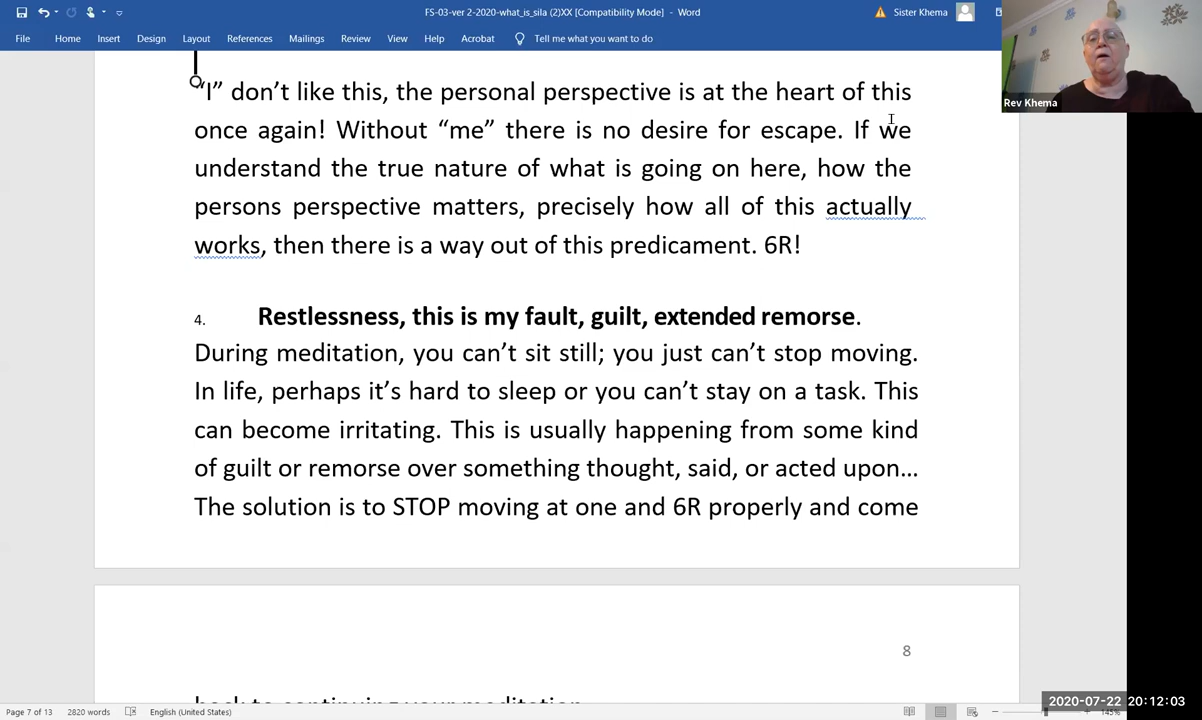 FS-03-ver 2-2020-what_is_sila (2)XX [Compatibility Mode] - Word
Sister Khema
File Home Insert Design Layout References Mailings Review View Help Acrobat Tell me what you want to do
Rev Khema
“I” don’t like this, the personal perspective is at the heart of this
once again! Without “me” there is no desire for escape. If we
understand the true nature of what is going on here, how the
persons perspective matters, precisely how all of this actually
works, then there is a way out of this predicament. 6R!
4. Restlessness, this is my fault, guilt, extended remorse.
During meditation, you can’t sit still; you just can’t stop moving.
In life, perhaps it’s hard to sleep or you can’t stay on a task. This
can become irritating. This is usually happening from some kind
of guilt or remorse over something thought, said, or acted upon...
The solution is to STOP moving at one and 6R properly and come
8
back to continuing your meditation
Page 7 of 13 2820 words English (United States) 145%
2020-07-22 20:12:03